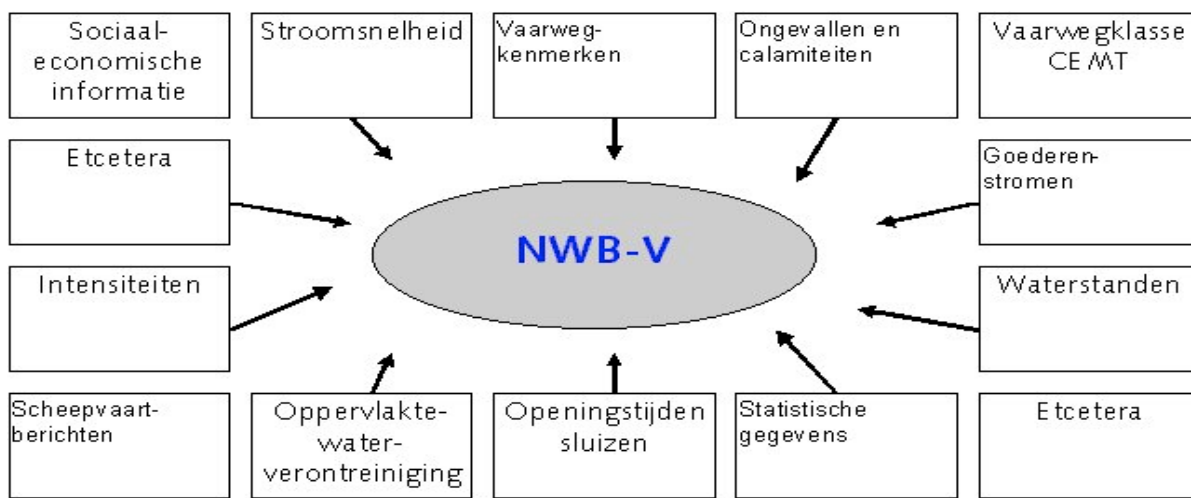 Sociaal-
economische
informatie
Stroomsnelheid
Vaarweg-
kenmerken
Ongevallen en
calamiteiten
Vaarwegklasse
CEMT
Etcetera
Goederen-
stromen
NWB-V
Intensiteiten
Waterstanden
Scheepvaart-
berichten
Oppervlakte-
water-
verontreiniging
Openingstijden
sluizen
Statistische
gegevens
Etcetera